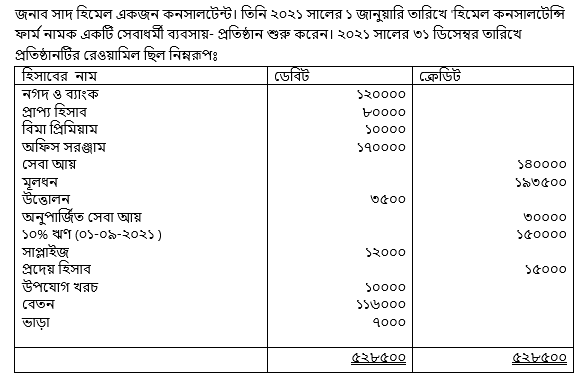 জনাব সাদ হিমেল একজন কনসালটেন্ট। তিনি ২০২১ সালের ১ জানুয়ারি তারিখে 'হিমেল কনসালটেন্সি
ফার্ম নামক একটি সেবাধর্মী ব্যবসায়- প্রতিষ্ঠান শুরু করেন। ২০২১ সালের ৩১ ডিসেম্বর তারিখে
প্রতিষ্ঠানটির রেওয়ামিল ছিল নিম্নরূপঃ
হিসাবের নাম ডেবিট ক্রেডিট
নগদ ও ব্যাংক ১২০০০০
প্রাপ্য হিসাব ৮০০০০
বিমা প্রিমিয়াম ১০০০০
অফিস সরঞ্জাম ১৭০০০০
সেবা আয় ১৪০০০০
মূলধন ১৯৩৫০০
উত্তোলন ৩৫০০
অনুপার্জিত সেবা আয় ৩০০০০
১০% ঋণ (০১-০৯-২০২১ ) ১৫০০০০
সাপ্লাইজ ১২০০০
প্রদেয় হিসাব ১৫০০০
উপযোগ খরচ ১০০০০
বেতন ১১৬০০০
ভাড়া ৭০০০
৫২৮৫০০ ৫২৮৫০০